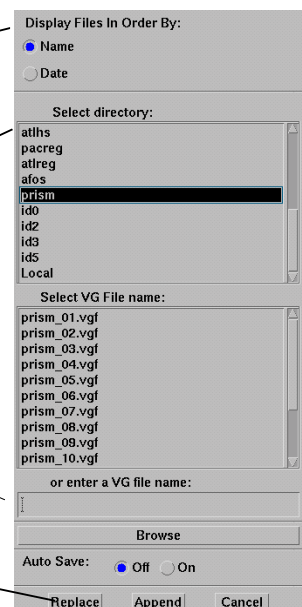 Display Files In Order By:
Name
Date
Select directory:
atlhs
pacreg
atlreg
afos
prism
id0
id2
id3
id5
Local
Select VG File name:
prism_01.vgf
prism_02.vgf
prism_03.vgf
prism_04.vgf
prism_05.vgf
prism_06.vgf
prism_07.vgf
prism_08.vgf
prism_09.vgf
prism_10.vgf
or enter a VG file name:
Browse
Auto Save: Off On
Replace Append Cancel